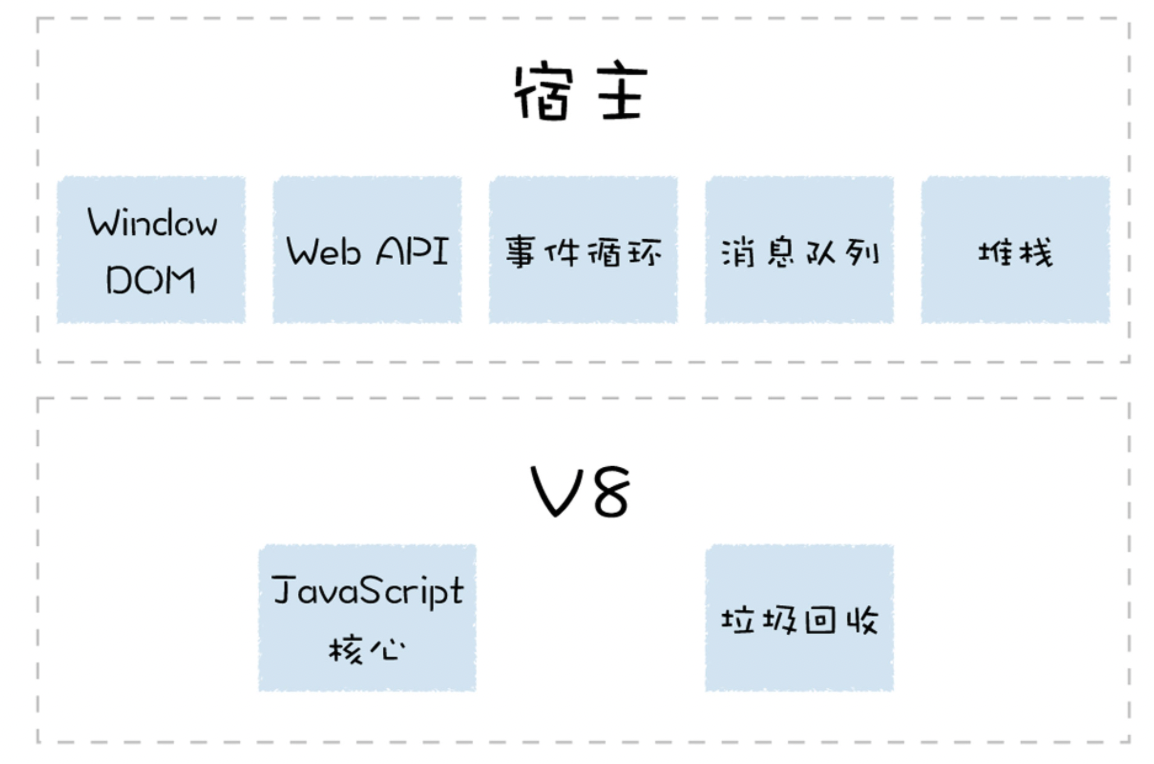 宿主
Window
DOM
Web API
事件循环
消息队列
堆栈
V8
JavaScript
核心
垃圾回收